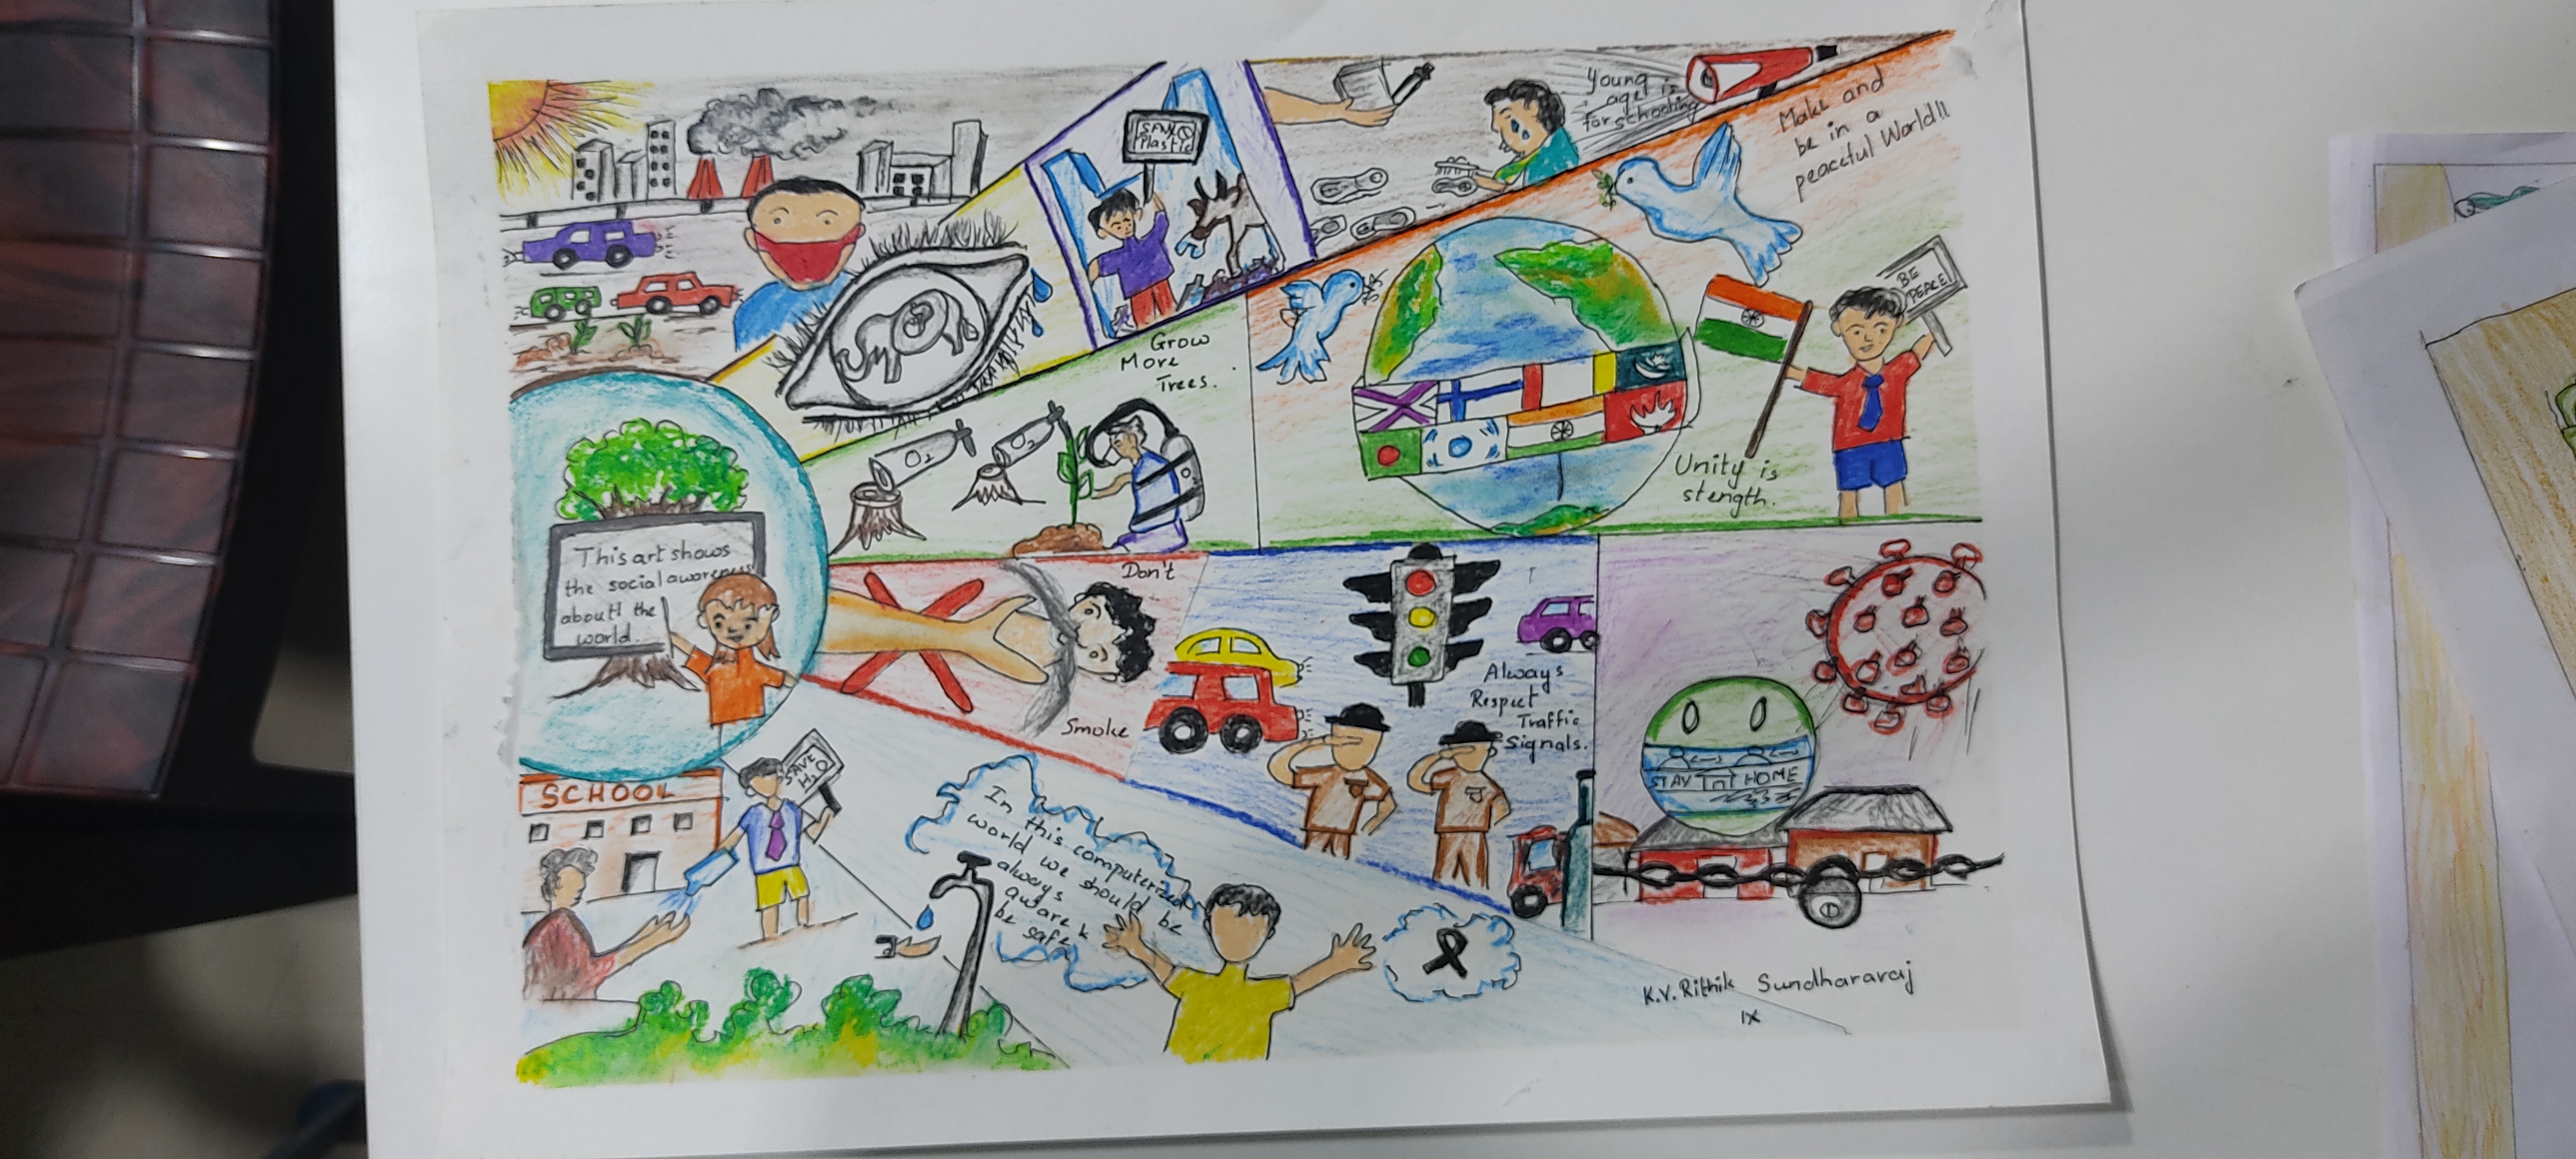 Young
age is
for schooling
Make and
be in a
peaceful World!!
Plastic
BE
PEACE!
Grow
More
Trees.
O2
O2
Unity is
stength.
This art shows
the social awareness
about! the
world.
Don't
Smoke
Always
Respect
Traffic
Signals.
STAY HOME
SCHOOL
SAVE
H2O
In this computerized
world we should be
always
aware &
be safe
K.V. Rithik Sundhararaj
IX